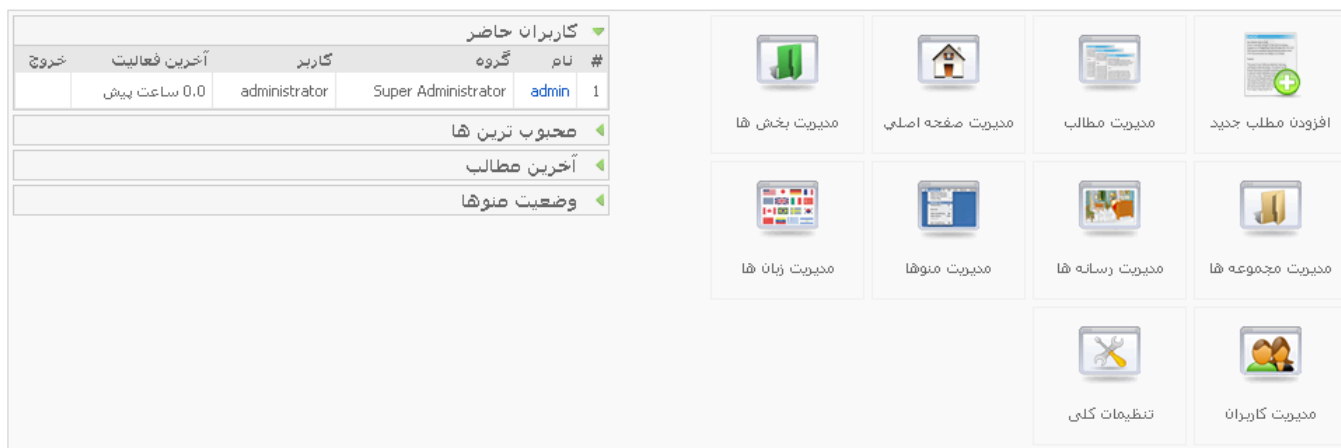 افزودن مطلب جدید
مدیریت مطالب
مدیریت صفحه اصلی
مدیریت بخش ها
مدیریت مجموعه ها
مدیریت رسانه ها
مدیریت منوها
مدیریت زبان ها
مدیریت کاربران
تنظیمات کلی
کاربران حاضر
# نام گروه کاربر آخرین فعالیت خروج
1 admin Super Administrator administrator 0.0 ساعت پیش
محبوب ترین ها
آخرین مطالب
وضعیت منوها